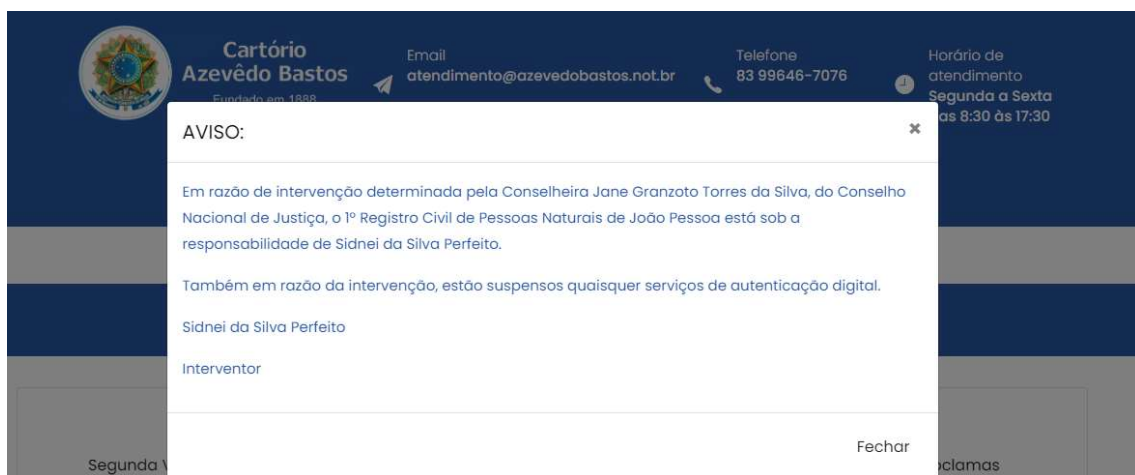 Cartório
Azevêdo Bastos
Fundado em 1888
Email
atendimento@azevedobastos.not.br
Telefone
83 99646-7076
Horário de
atendimento
Segunda a Sexta
as 8:30 às 17:30
AVISO:
×
Em razão de intervenção determinada pela Conselheira Jane Granzoto Torres da Silva, do Conselho
Nacional de Justiça, o 1º Registro Civil de Pessoas Naturais de João Pessoa está sob a
responsabilidade de Sidnei da Silva Perfeito.
Também em razão da intervenção, estão suspensos quaisquer serviços de autenticação digital.
Sidnei da Silva Perfeito
Interventor
Fechar
Segunda